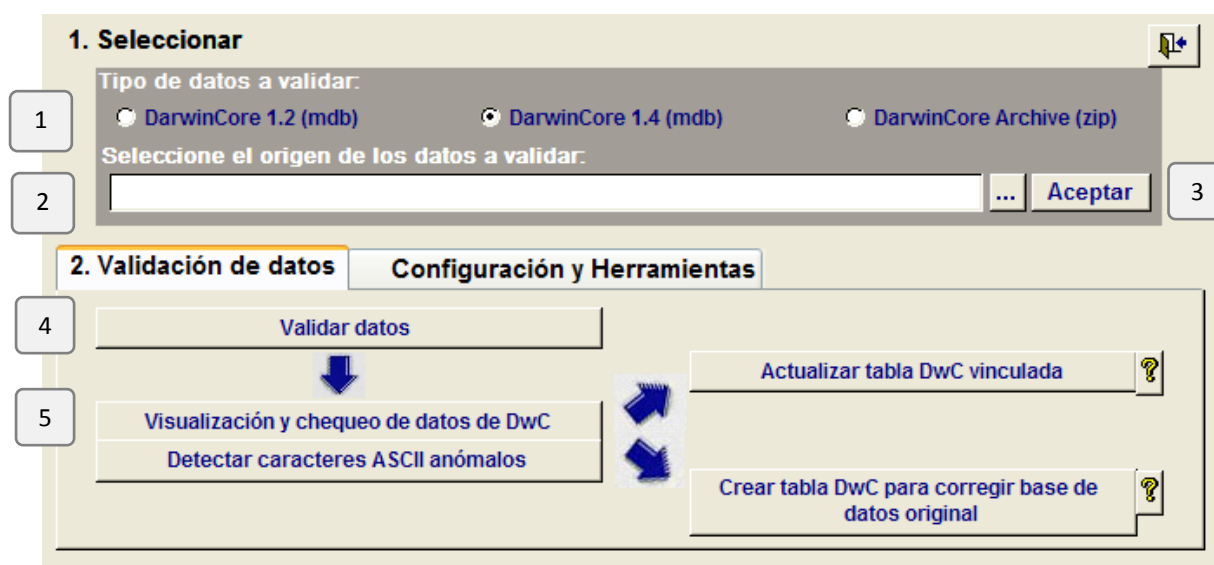 1. Seleccionar
Tipo de datos a validar:
1
DarwinCore 1.2 (mdb) DarwinCore 1.4 (mdb) DarwinCore Archive (zip)
Seleccione el origen de los datos a validar:
2
... Aceptar
3
2. Validación de datos Configuración y Herramientas
4
Validar datos
Actualizar tabla DwC vinculada ?
5
Visualización y chequeo de datos de DwC
Detectar caracteres ASCII anómalos
Crear tabla DwC para corregir base de
datos original
?